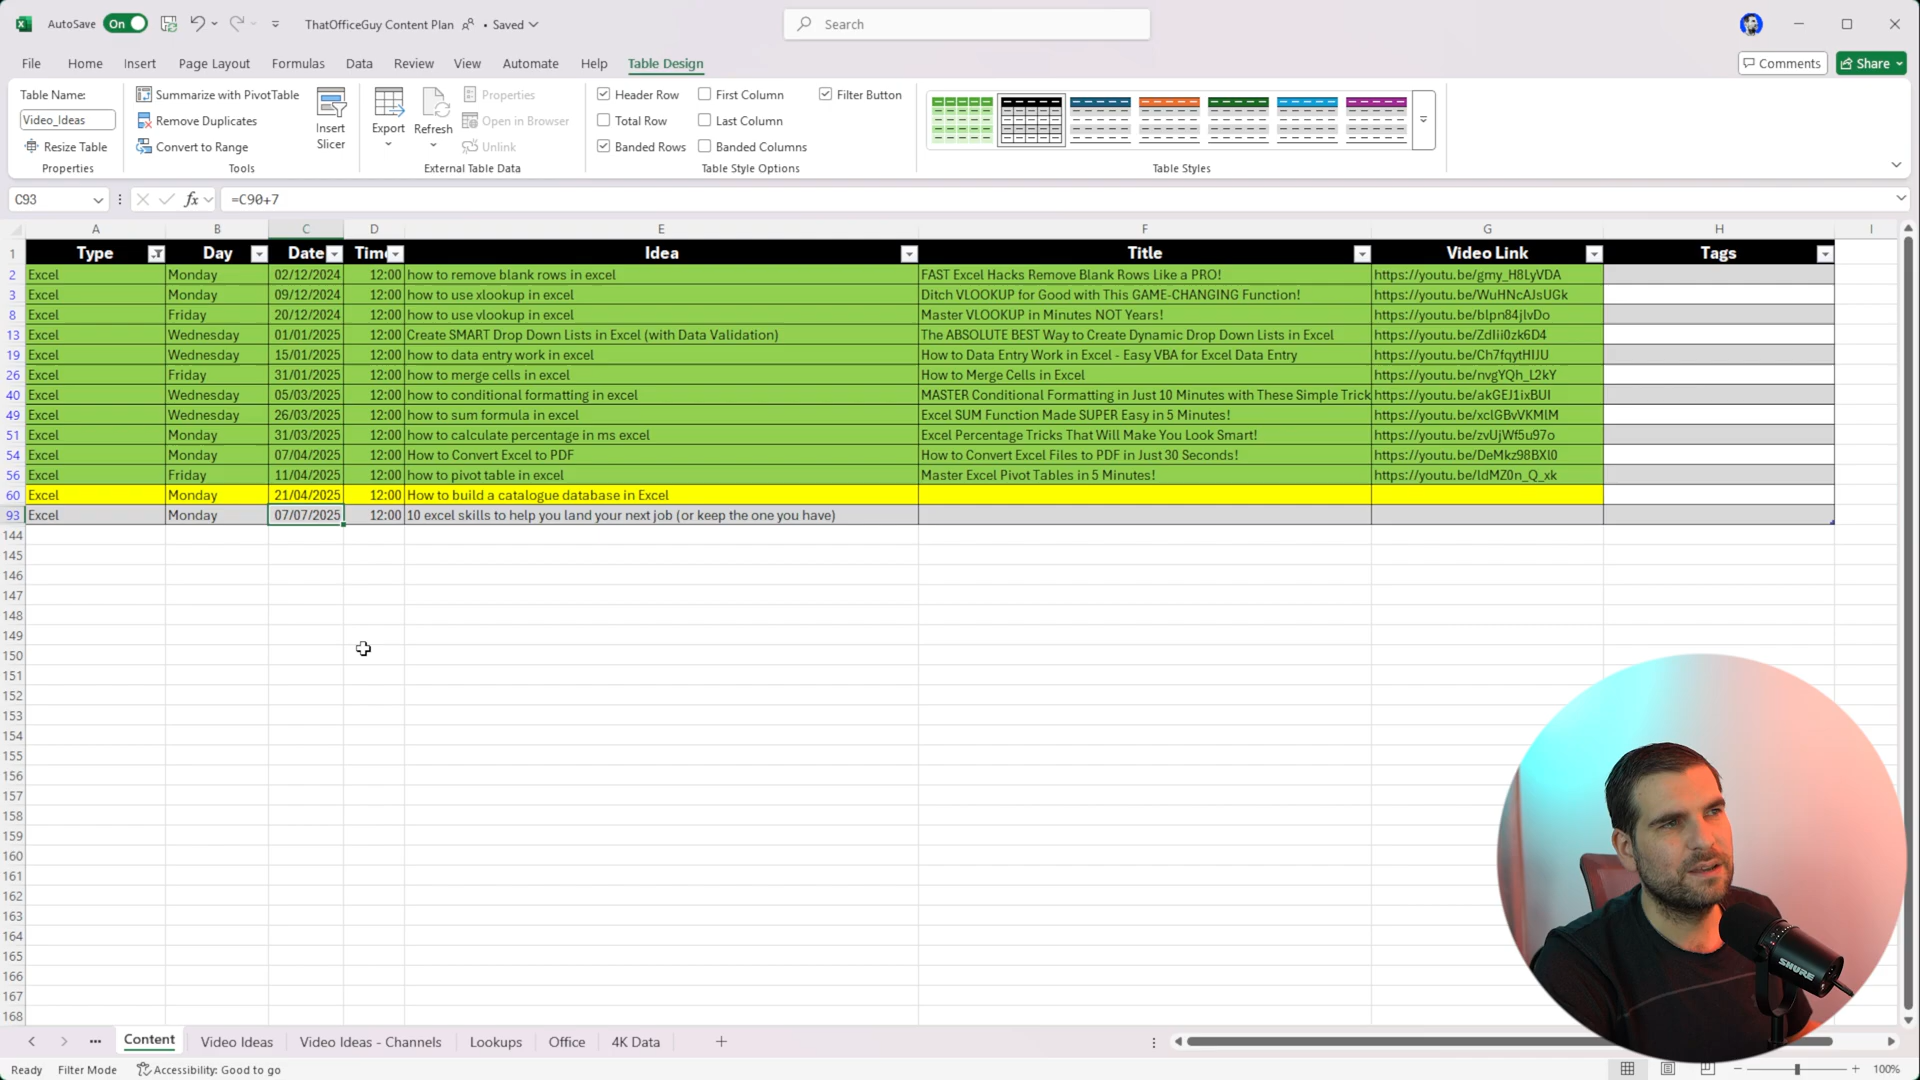 AutoSave On ThatOfficeGuy Content Plan • Saved Search
File Home Insert Page Layout Formulas Data Review View Automate Help Table Design Comments Share
Table Name:
Video_Ideas
Resize Table
Properties
Summarize with PivotTable
Remove Duplicates
Convert to Range
Insert Slicer
Tools
Export Refresh
Properties
Open in Browser
Unlink
External Table Data
Header Row First Column Filter Button
Total Row Last Column
Banded Rows Banded Columns
Table Style Options
Table Styles
C93 fx =C90+7
A B C D E F G H I
1 Type Day Date Time Idea Title Video Link Tags
2 Excel Monday 02/12/2024 12:00 how to remove blank rows in excel FAST Excel Hacks Remove Blank Rows Like a PRO! https://youtu.be/gmy_H8LyVDA
3 Excel Monday 09/12/2024 12:00 how to use xlookup in excel Ditch VLOOKUP for Good with This GAME-CHANGING Function! https://youtu.be/WuHNcAJsUGk
8 Excel Friday 20/12/2024 12:00 how to use vlookup in excel Master VLOOKUP in Minutes NOT Years! https://youtu.be/blpn84jlvDo
13 Excel Wednesday 01/01/2025 12:00 Create SMART Drop Down Lists in Excel (with Data Validation) The ABSOLUTE BEST Way to Create Dynamic Drop Down Lists in Excel https://youtu.be/Zdlii0zk6D4
19 Excel Wednesday 15/01/2025 12:00 how to data entry work in excel How to Data Entry Work in Excel - Easy VBA for Excel Data Entry https://youtu.be/Ch7fqytHIJU
26 Excel Friday 31/01/2025 12:00 how to merge cells in excel How to Merge Cells in Excel https://youtu.be/nvgYQh_L2kY
40 Excel Wednesday 05/03/2025 12:00 how to conditional formatting in excel MASTER Conditional Formatting in Just 10 Minutes with These Simple Trick https://youtu.be/akGEJ1ixBUI
49 Excel Wednesday 26/03/2025 12:00 how to sum formula in excel Excel SUM Function Made SUPER Easy in 5 Minutes! https://youtu.be/xclGBvVKMlM
51 Excel Monday 31/03/2025 12:00 how to calculate percentage in ms excel Excel Percentage Tricks That Will Make You Look Smart! https://youtu.be/zvUjWf5u97o
54 Excel Monday 07/04/2025 12:00 How to Convert Excel to PDF How to Convert Excel Files to PDF in Just 30 Seconds! https://youtu.be/DeMkz98BXl0
56 Excel Friday 11/04/2025 12:00 how to pivot table in excel Master Excel Pivot Tables in 5 Minutes! https://youtu.be/ldMZ0n_Q_xk
60 Excel Monday 21/04/2025 12:00 How to build a catalogue database in Excel
93 Excel Monday 07/07/2025 12:00 10 excel skills to help you land your next job (or keep the one you have)
144
145
146
147
148
149
150
151
152
153
154
155
156
157
158
159
160
161
162
163
164
165
166
167
168
SHURE
Content Video Ideas Video Ideas - Channels Lookups Office 4K Data
Ready Filter Mode Accessibility: Good to go 100%